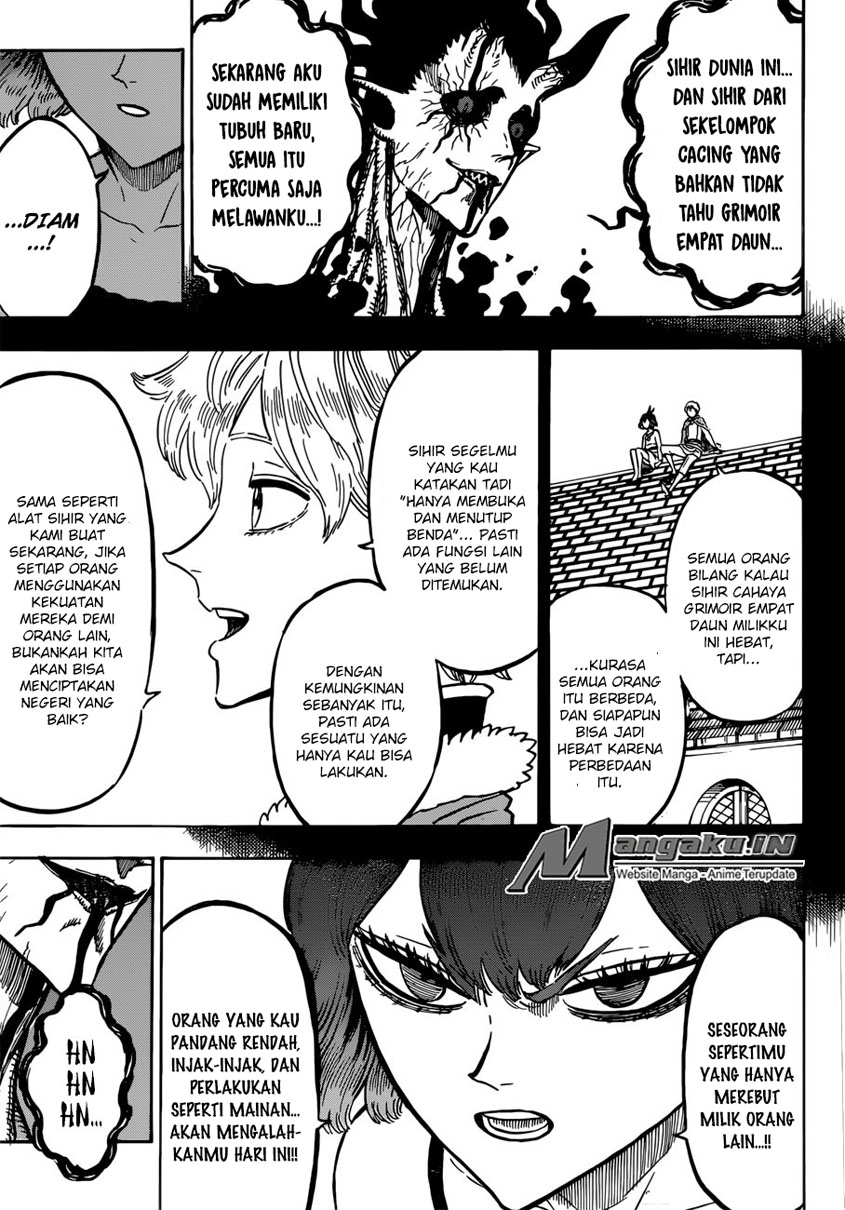 SIHIR DUNIA INI...
DAN SIHIR DARI
SEKELOMPOK
CACING YANG
BAHKAN TIDAK
TAHU GRIMOIR
EMPAT DAUN...
SEKARANG AKU
SUDAH MEMILIKI
TUBUH BARU,
SEMUA ITU
PERCUMA SAJA
MELAWANKU...!
...DIAM
...!
SEMUA ORANG
BILANG KALAU
SIHIR CAHAYA
GRIMOIR EMPAT
DAUN MILIKKU
INI HEBAT,
TAPI...
...KURASA
SEMUA ORANG
ITU BERBEDA,
DAN SIAPAPUN
BISA JADI
HEBAT KARENA
PERBEDAAN
ITU.
SIHIR SEGELMU
YANG KAU
KATAKAN TADI
"HANYA MEMBUKA
DAN MENUTUP
BENDA"... PASTI
ADA FUNGSI LAIN
YANG BELUM
DITEMUKAN.
DENGAN
KEMUNGKINAN
SEBANYAK ITU,
PASTI ADA
SESUATU YANG
HANYA KAU BISA
LAKUKAN.
SAMA SEPERTI
ALAT SIHIR YANG
KAMI BUAT
SEKARANG, JIKA
SETIAP ORANG
MENGGUNAKAN
KEKUATAN
MEREKA DEMI
ORANG LAIN,
BUKANKAH KITA
AKAN BISA
MENCIPTAKAN
NEGERI YANG
BAIK?
Mangaku.IN
Website Manga - Anime Terupdate
SESEORANG
SEPERTIMU
YANG HANYA
MEREBUT
MILIK ORANG
LAIN...!!
ORANG YANG KAU
PANDANG RENDAH,
INJAK-INJAK, DAN
PERLAKUKAN
SEPERTI MAINAN...
AKAN MENGALAH-
KANMU HARI INI!!
HN
HN
HN...